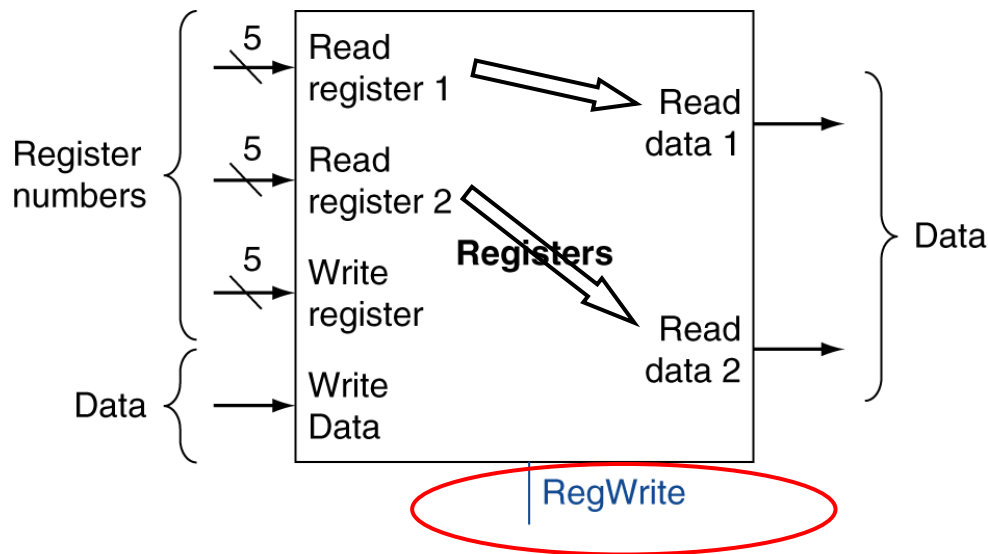 5
Read
register 1
Read
data 1
5
Read
register 2
Register
numbers
Registers
Data
5
Write
register
Read
data 2
Data
Write
Data
RegWrite